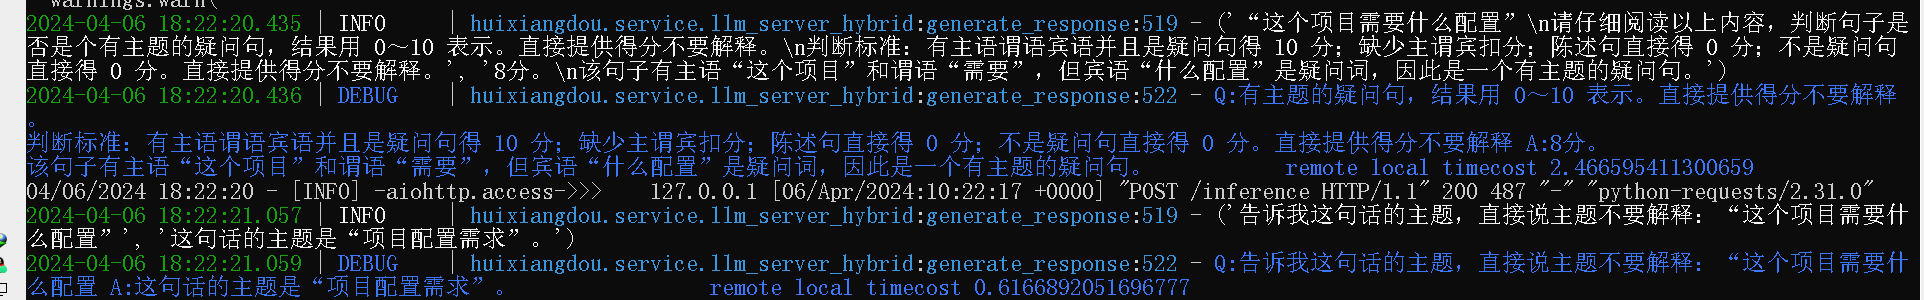 warnings.warn(
2024-04-06 18:22:20.435 | INFO     | huixiangdou.service.llm_server_hybrid:generate_response:519 - ('“这个项目需要什么配置”\n请仔细阅读以上内容，判断句子是
否是个有主题的疑问句，结果用 0～10 表示。直接提供得分不要解释。\n判断标准：有主语谓语宾语并且是疑问句得 10 分；缺少主谓宾扣分；陈述句直接得 0 分；不是疑问句
直接得 0 分。直接提供得分不要解释。', '8分。\n该句子有主语“这个项目”和谓语“需要”，但宾语“什么配置”是疑问词，因此是一个有主题的疑问句。')
2024-04-06 18:22:20.436 | DEBUG    | huixiangdou.service.llm_server_hybrid:generate_response:522 - Q:有主题的疑问句，结果用 0～10 表示。直接提供得分不要解释
。
判断标准：有主语谓语宾语并且是疑问句得 10 分；缺少主谓宾扣分；陈述句直接得 0 分；不是疑问句直接得 0 分。直接提供得分不要解释 A:8分。
该句子有主语“这个项目”和谓语“需要”，但宾语“什么配置”是疑问词，因此是一个有主题的疑问句。          remote local timecost 2.466595411300659
04/06/2024 18:22:20 - [INFO] -aiohttp.access->>>    127.0.0.1 [06/Apr/2024:10:22:17 +0000] "POST /inference HTTP/1.1" 200 487 "-" "python-requests/2.31.0"
2024-04-06 18:22:21.057 | INFO     | huixiangdou.service.llm_server_hybrid:generate_response:519 - ('告诉我这句话的主题，直接说主题不要解释：“这个项目需要什
么配置”', '这句话的主题是“项目配置需求”。')
2024-04-06 18:22:21.059 | DEBUG    | huixiangdou.service.llm_server_hybrid:generate_response:522 - Q:告诉我这句话的主题，直接说主题不要解释：“这个项目需要什
么配置 A:这句话的主题是“项目配置需求”。               remote local timecost 0.6166892051696777